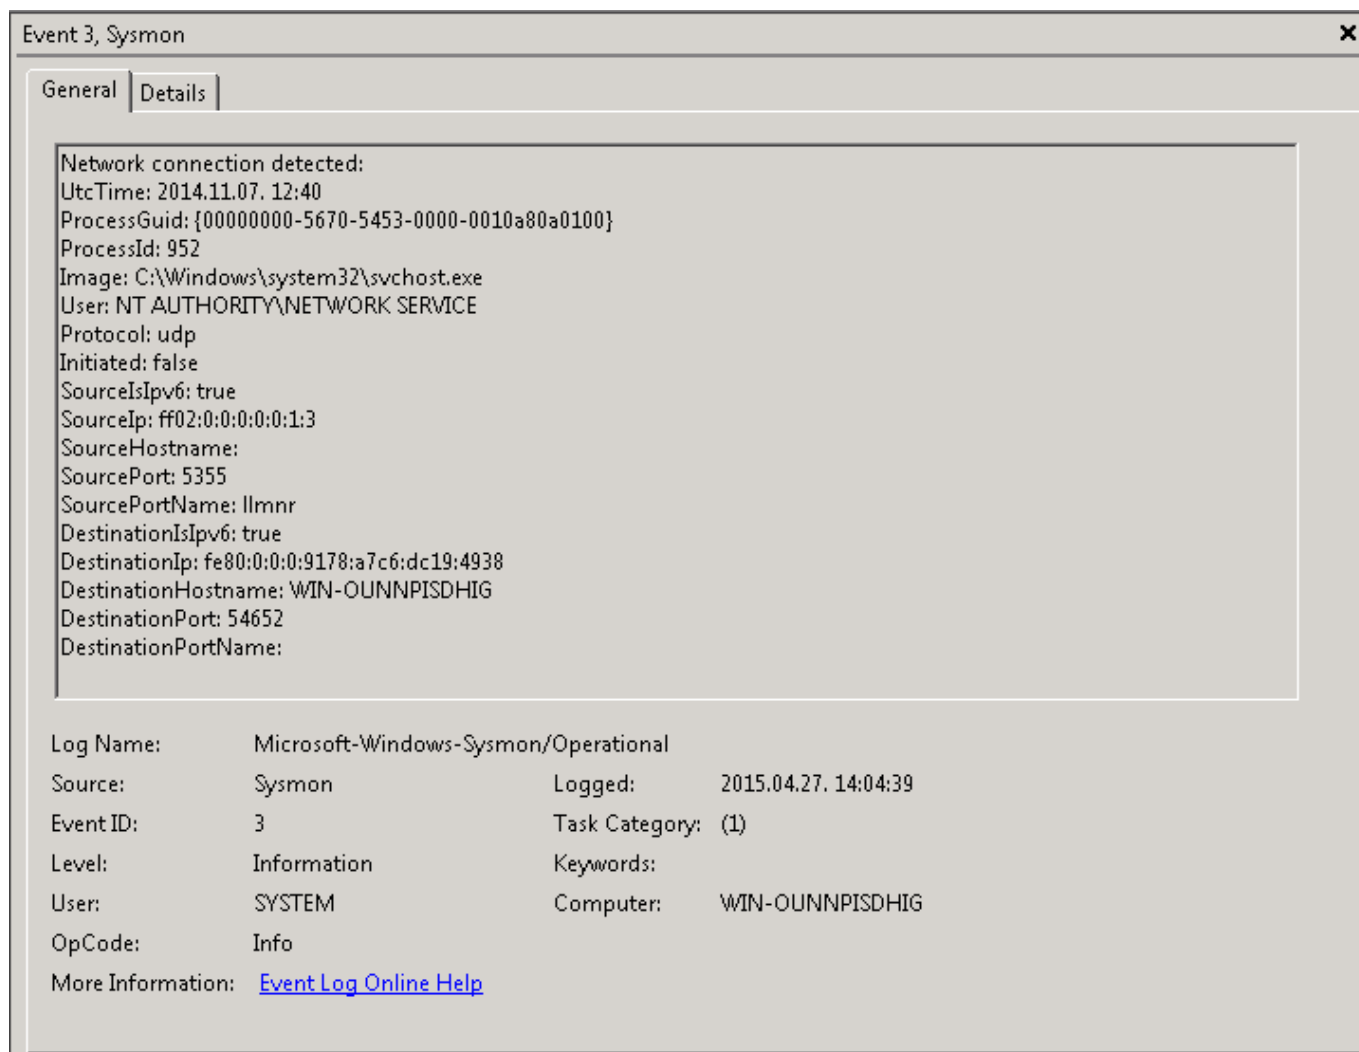 Event 3, Sysmon
General Details
Network connection detected:
UtcTime: 2014.11.07. 12:40
ProcessGuid: {00000000-5670-5453-0000-0010a80a0100}
ProcessId: 952
Image: C:\Windows\system32\svchost.exe
User: NT AUTHORITY\NETWORK SERVICE
Protocol: udp
Initiated: false
SourceIsIpv6: true
SourceIp: ff02:0:0:0:0:0:1:3
SourceHostname:
SourcePort: 5355
SourcePortName: llmnr
DestinationIsIpv6: true
DestinationIp: fe80:0:0:0:9178:a7c6:dc19:4938
DestinationHostname: WIN-OUNNPISDHIG
DestinationPort: 54652
DestinationPortName:
Log Name: Microsoft-Windows-Sysmon/Operational
Source: Sysmon Logged: 2015.04.27. 14:04:39
Event ID: 3 Task Category: (1)
Level: Information Keywords:
User: SYSTEM Computer: WIN-OUNNPISDHIG
OpCode: Info
More Information: Event Log Online Help